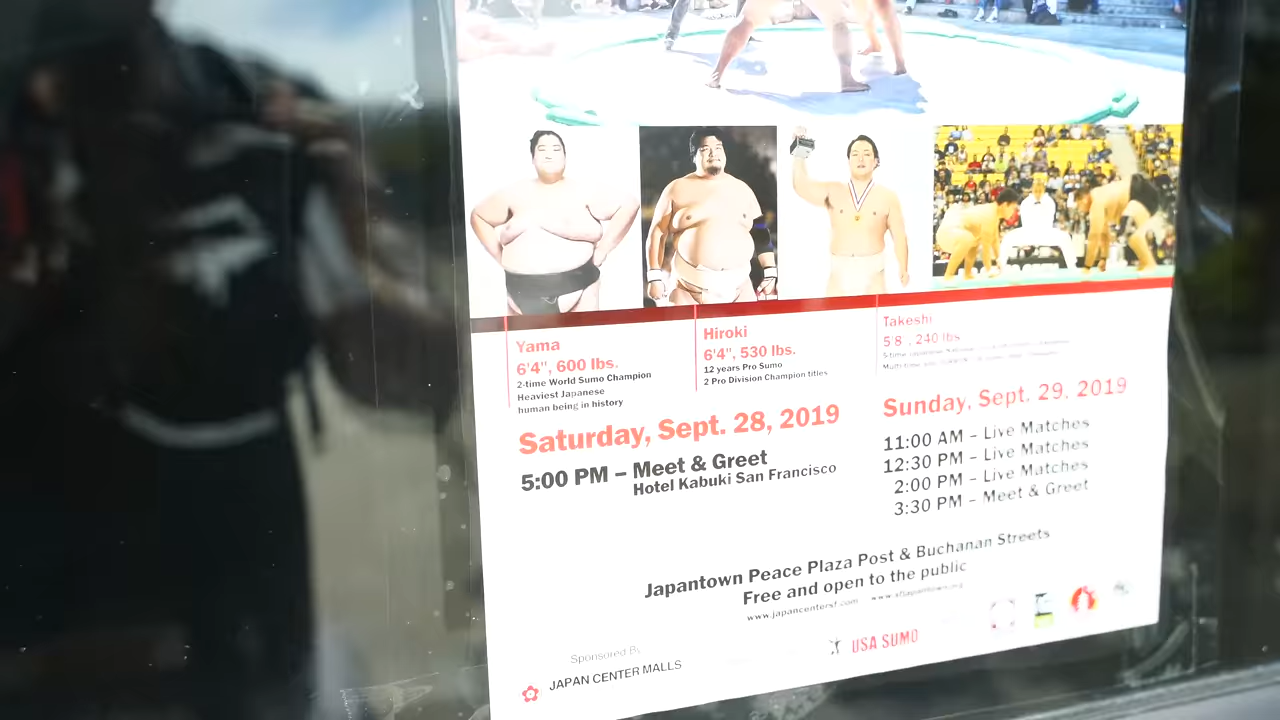 Yama
6'4", 600 lbs.
2-time World Sumo Champion
Heaviest Japanese
human being in history
Hiroki
6'4", 530 lbs.
12 years Pro Sumo
2 Pro Division Champion titles
Takeshi
5'8", 240 lbs
Saturday, Sept. 28, 2019
5:00 PM – Meet & Greet
Hotel Kabuki San Francisco
Sunday, Sept. 29, 2019
11:00 AM – Live Matches
12:30 PM – Live Matches
2:00 PM – Live Matches
3:30 PM – Meet & Greet
Japantown Peace Plaza Post & Buchanan Streets
Free and open to the public
www.japancentersf.com www.sfjapantown.org
Sponsored By
JAPAN CENTER MALLS
USA SUMO